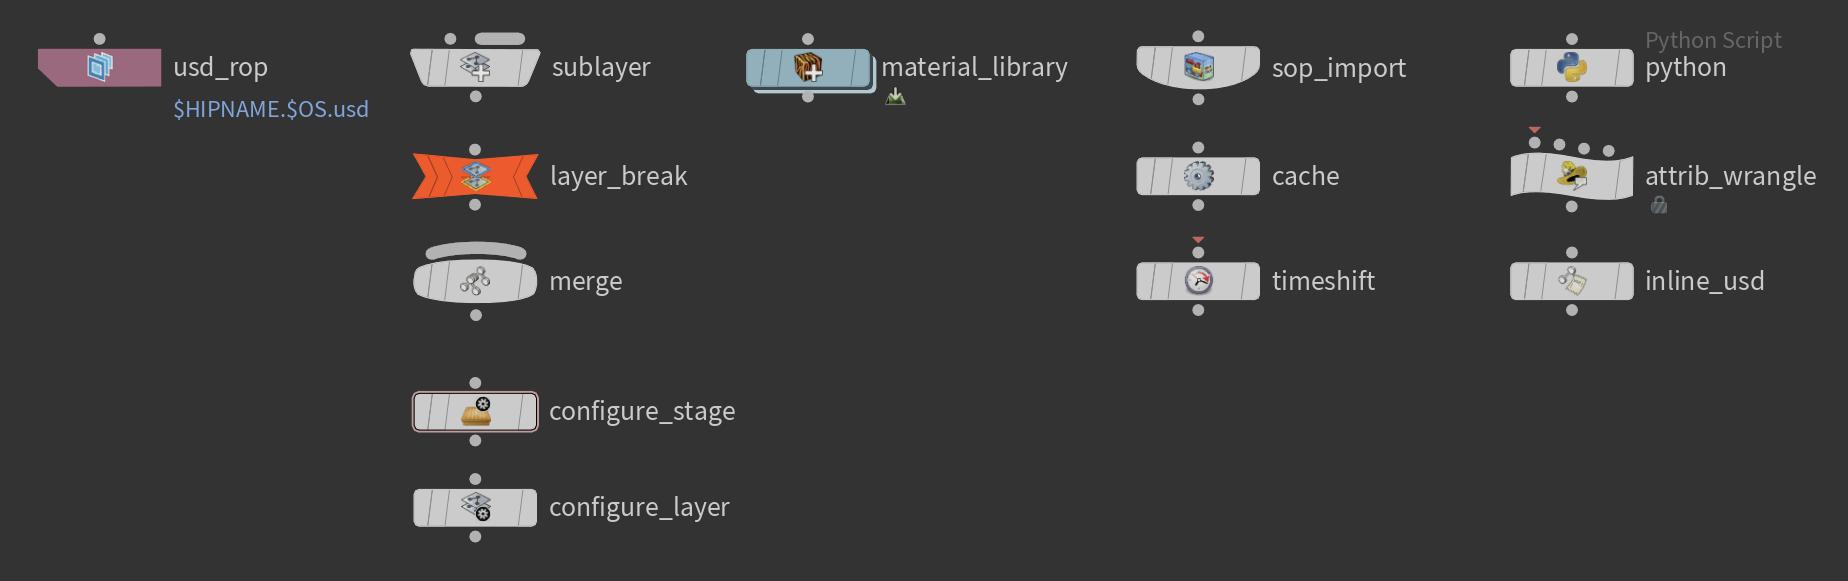 usd_rop
$HIPNAME.$OS.usd
sublayer
material_library
sop_import
Python Script
python
layer_break
cache
attrib_wrangle
merge
timeshift
inline_usd
configure_stage
configure_layer